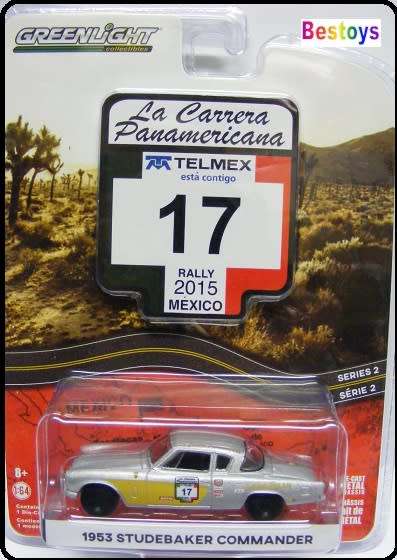 GREENLIGHT
collectibles
Bestoys
La Carrera
Panamericana
TELMEX
está contigo
17
RALLY
2015
MÉXICO
SERIES 2
SÉRIE 2
8+
1:64
17
1953 STUDEBAKER COMMANDER